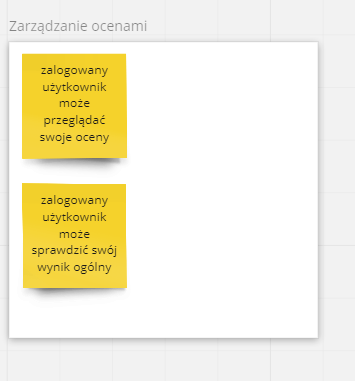 Zarządzanie ocenami
zalogowany
użytkownik
może
przeglądać
swoje oceny
zalogowany
użytkownik
może
sprawdzić swój
wynik ogólny